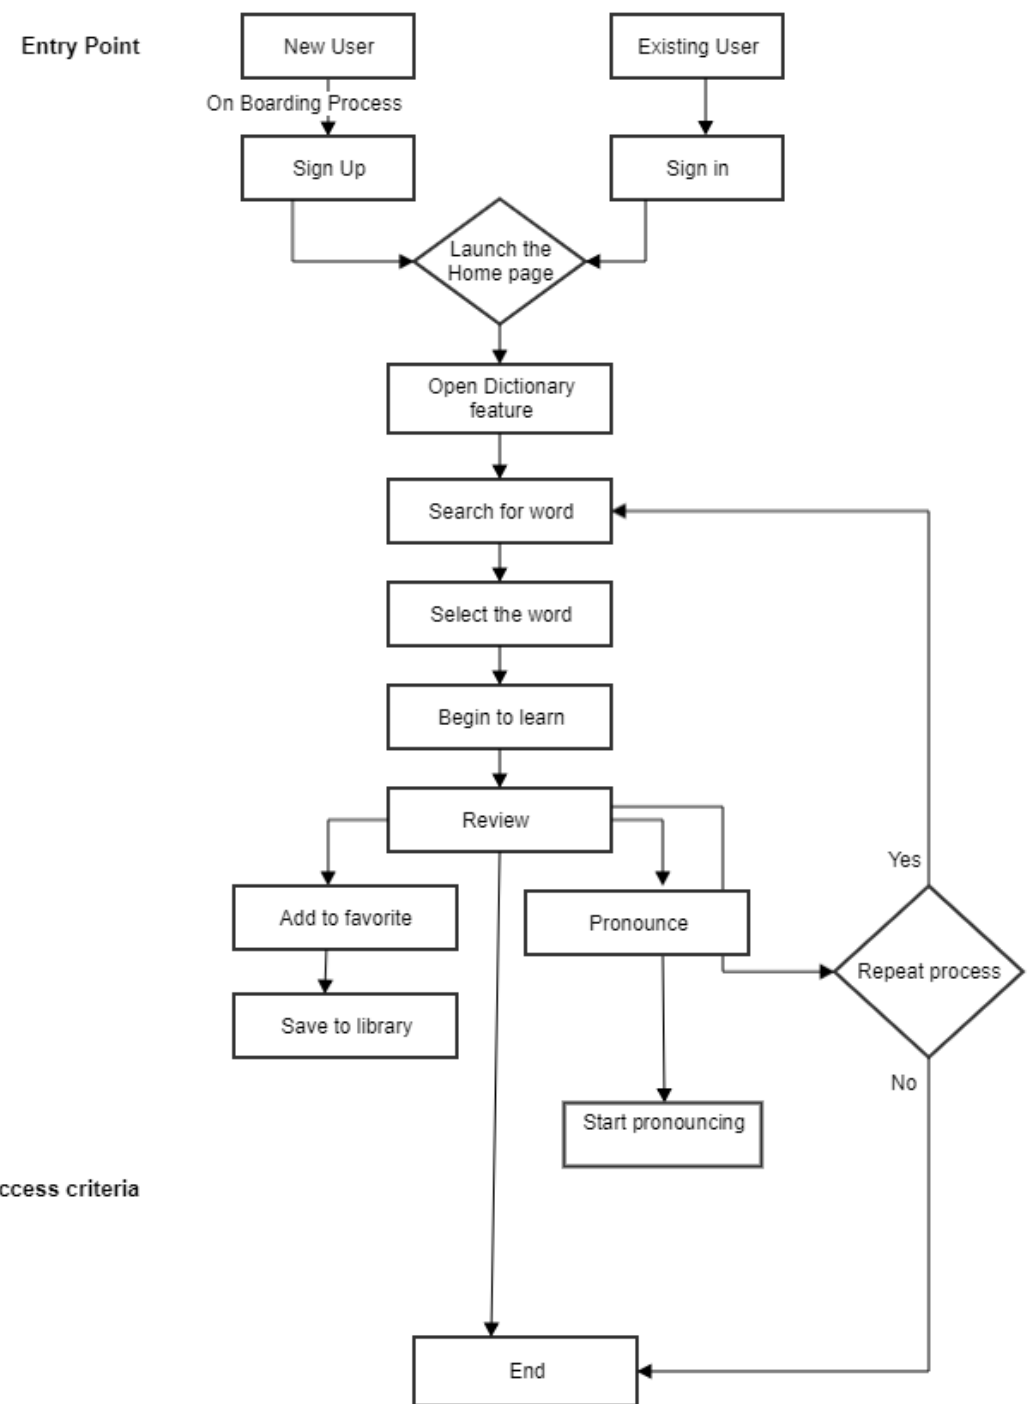 Entry Point
New User
Existing User
On Boarding Process
Sign Up
Sign in
Launch the
Home page
Open Dictionary
feature
Search for word
Select the word
Begin to learn
Review
Yes
Add to favorite
Pronounce
Repeat process
Save to library
No
Start pronouncing
ccess criteria
End